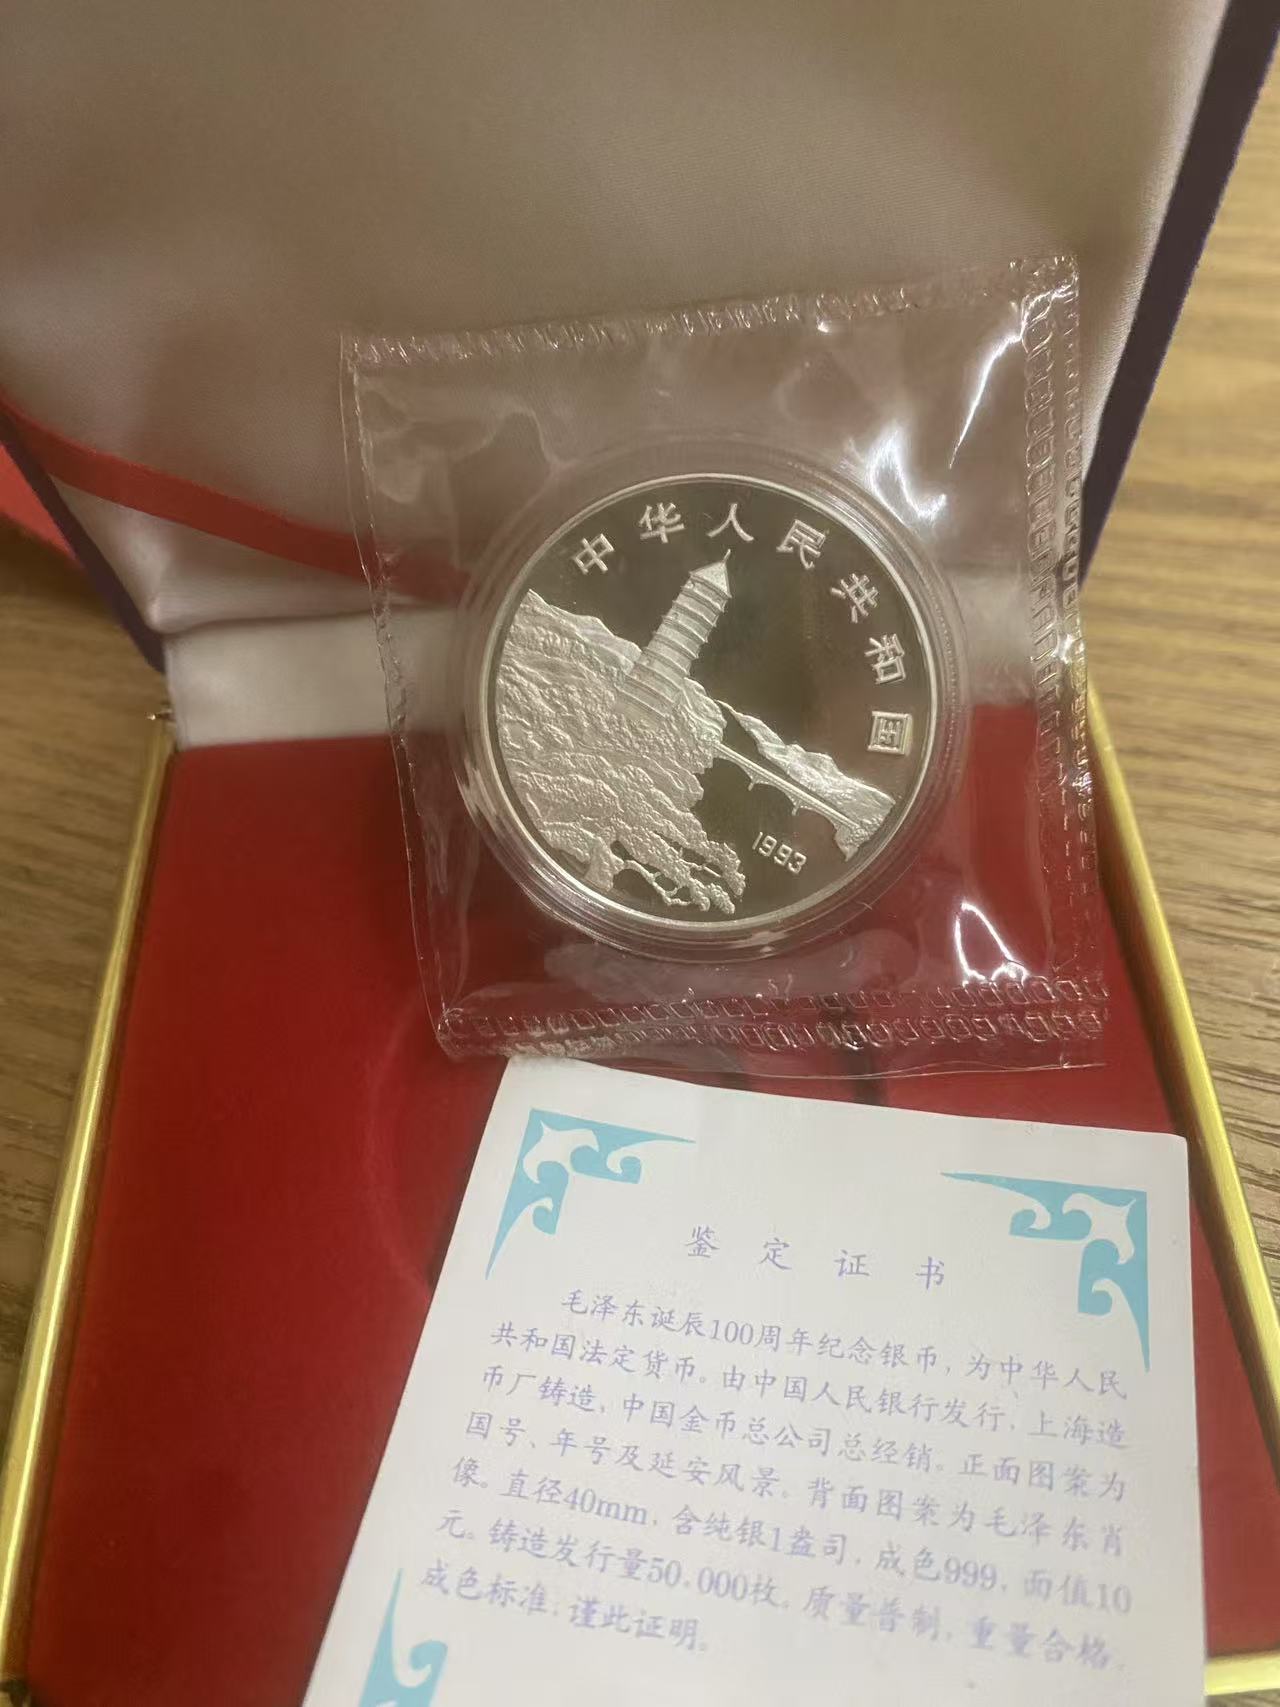 中华人民共和国
1993
鉴定证书
毛泽东诞辰100周年纪念银币，为中华人民
共和国法定货币。由中国人民银行发行，上海造
币厂铸造，中国金币总公司总经销。正面图案为
国号、年号及延安风景。背面图案为毛泽东肖
像。直径40mm，含纯银1盎司，成色999，面值10
元。铸造发行量50,000枚。质量普制，重量合格，
成色标准，谨此证明。